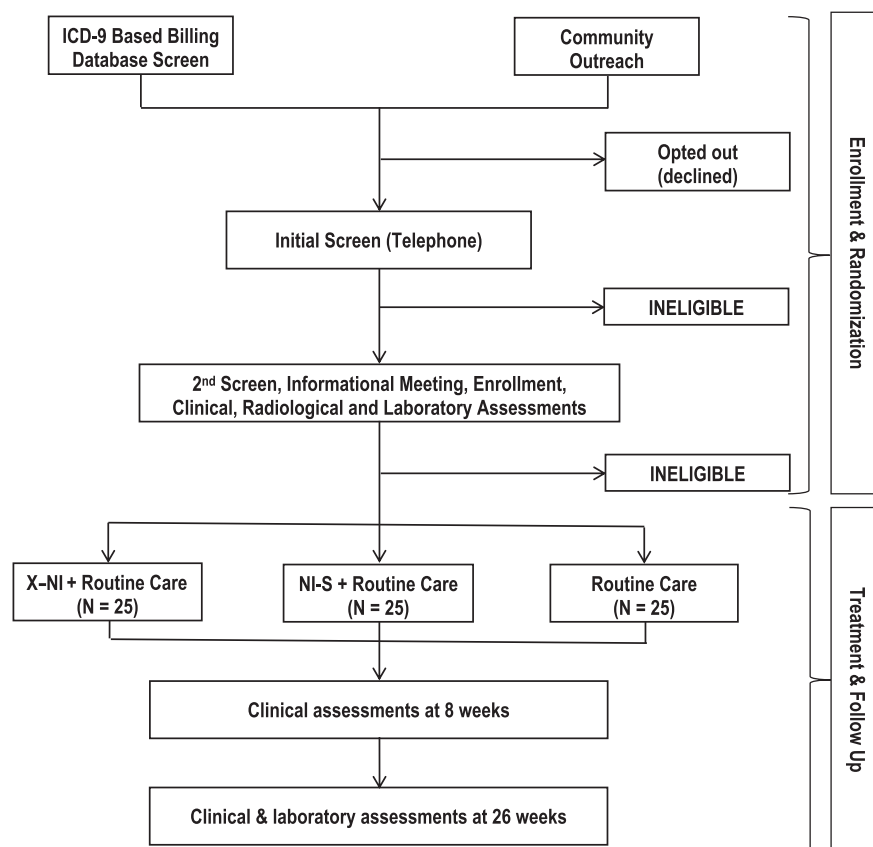 ICD-9 Based Billing
Database Screen
Community
Outreach
Opted out
(declined)
Initial Screen (Telephone)
INELIGIBLE
2nd Screen, Informational Meeting, Enrollment,
Clinical, Radiological and Laboratory Assessments
INELIGIBLE
Enrollment & Randomization
X–NI + Routine Care
(N = 25)
NI-S + Routine Care
(N = 25)
Routine Care
(N = 25)
Clinical assessments at 8 weeks
Clinical & laboratory assessments at 26 weeks
Treatment & Follow Up